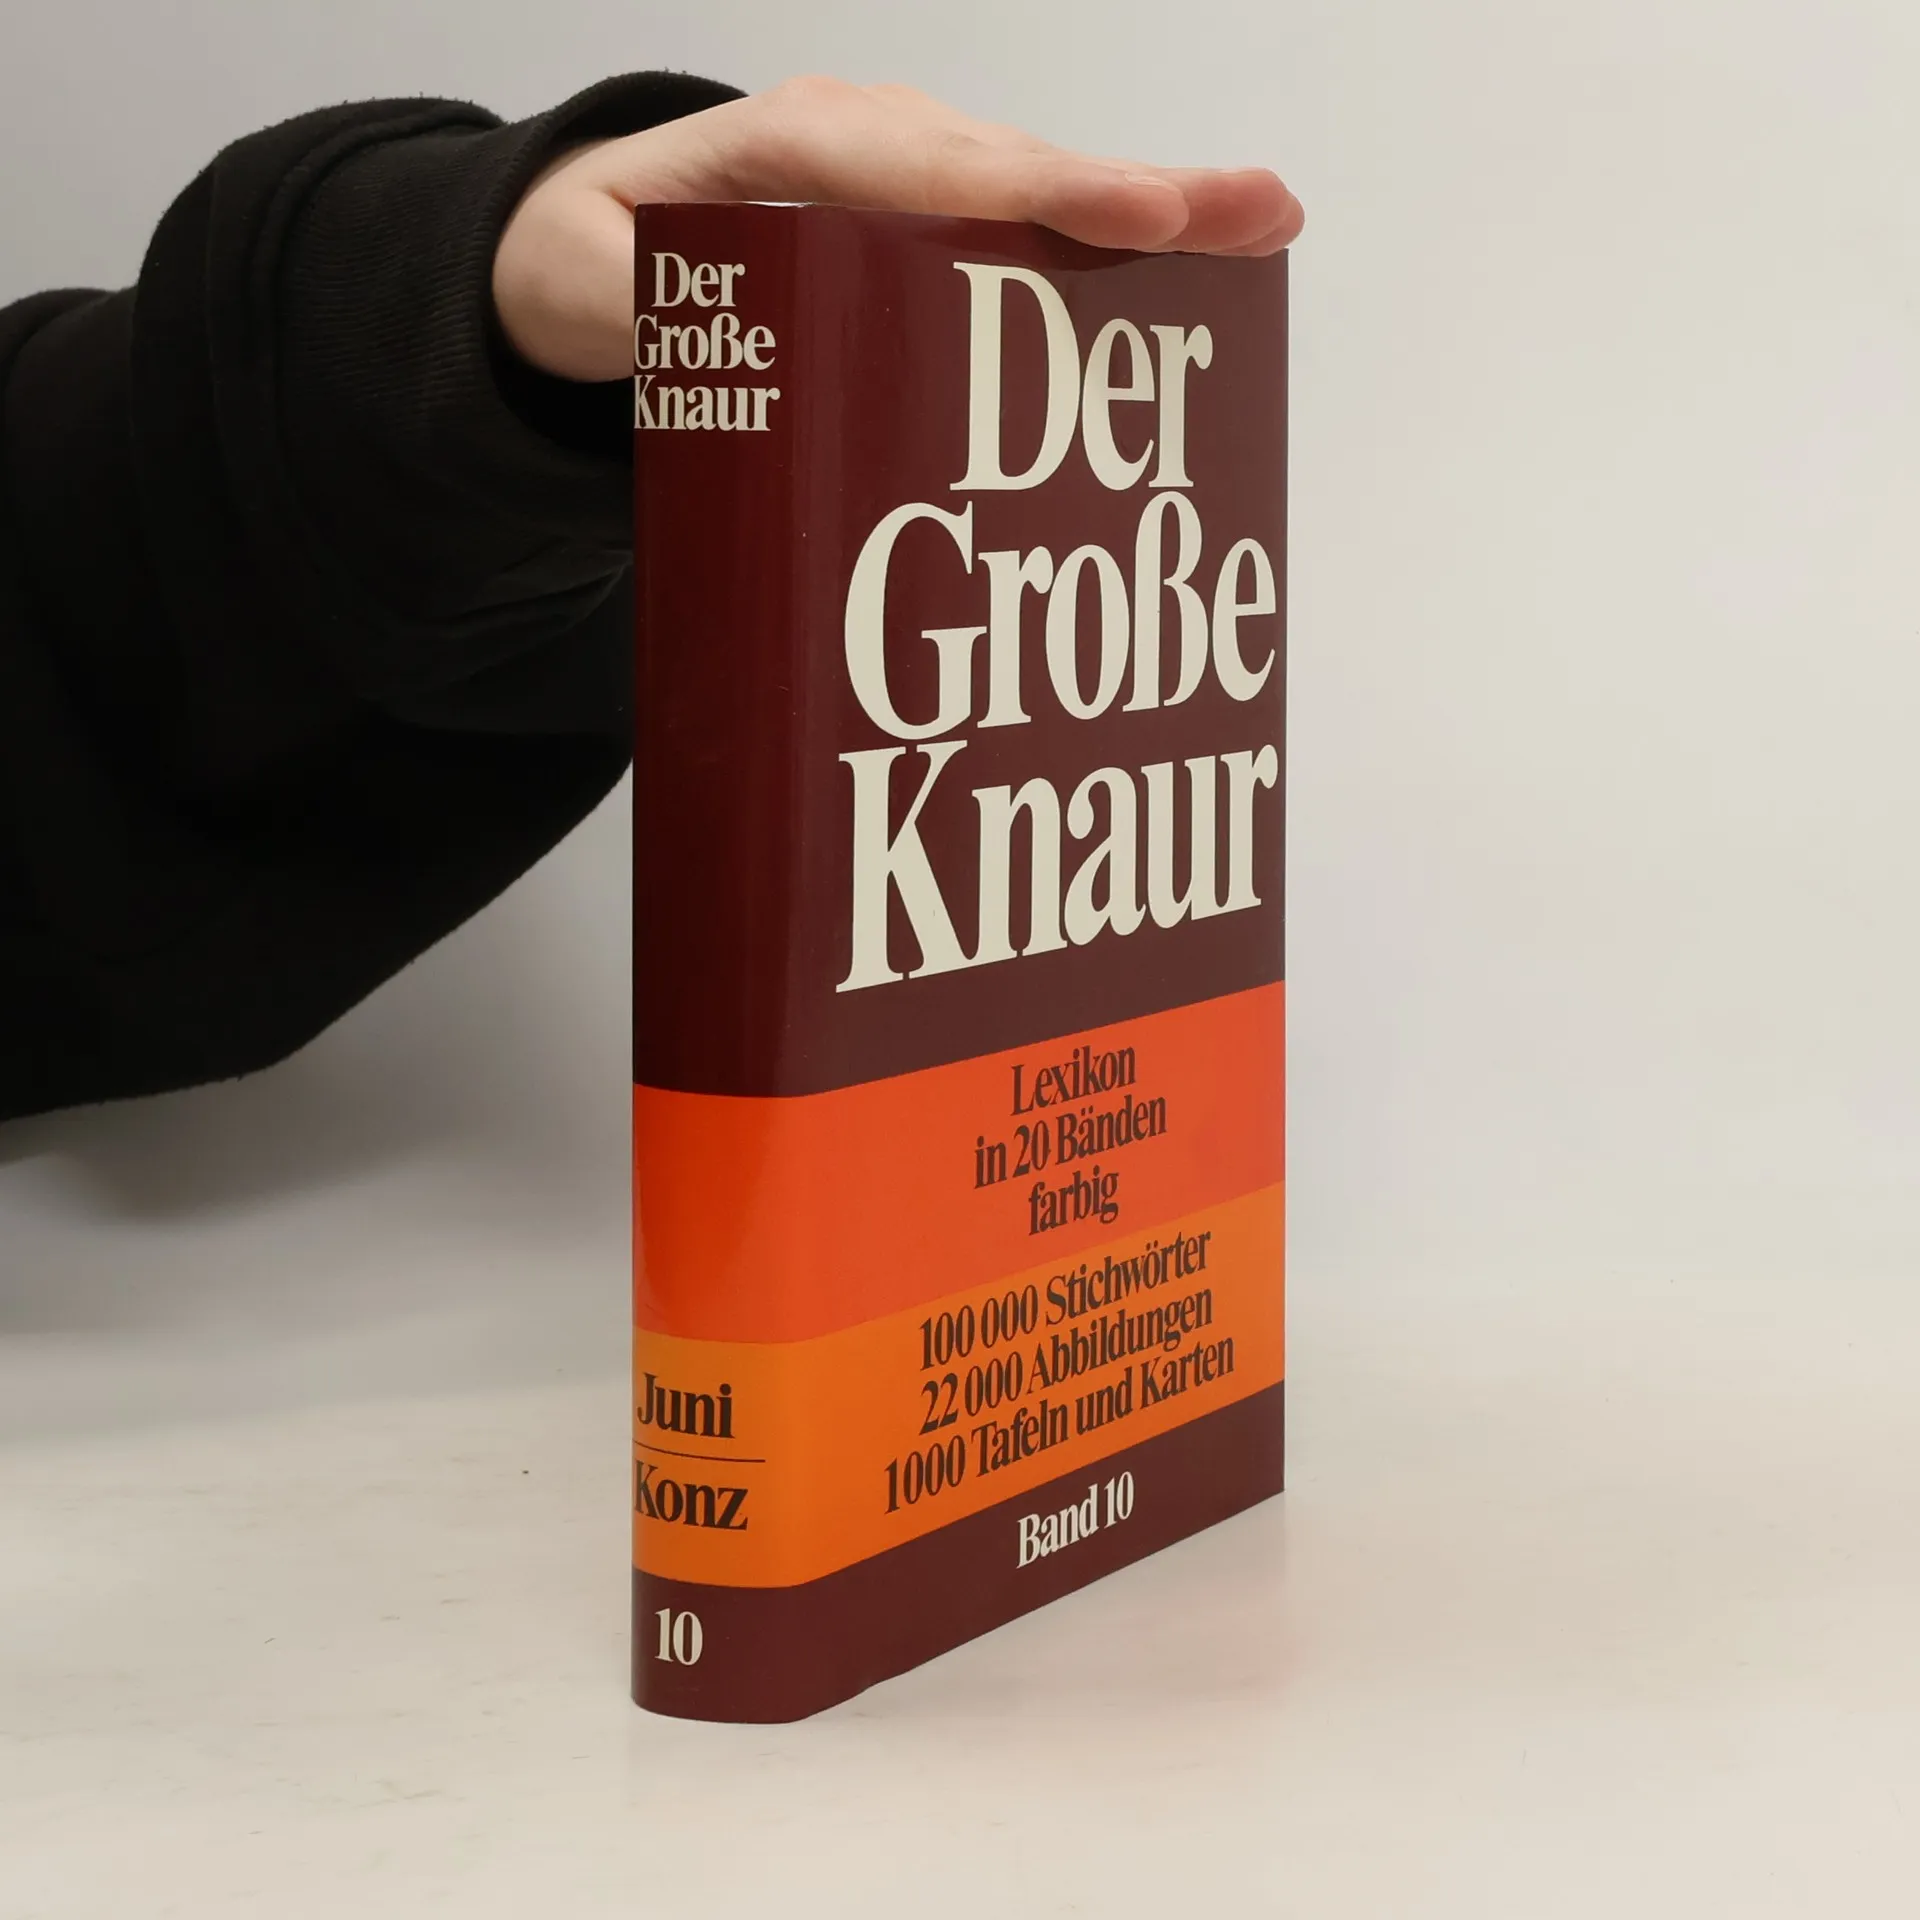 Der
Große
Knaur
Juni
Konz
10
Der
Große
Knaur
Lexikon
in 20 Bänden
farbig
100 000 Stichwörter
22 000 Abbildungen
1000 Tafeln und Karten
Band 10